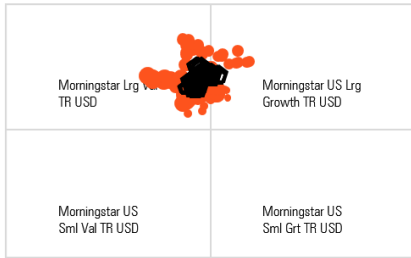 Morningstar Lrg
TR USD
Morningstar US Lrg
Growth TR USD
Morningstar US
Sml Val TR USD
Morningstar US
Sml Grt TR USD